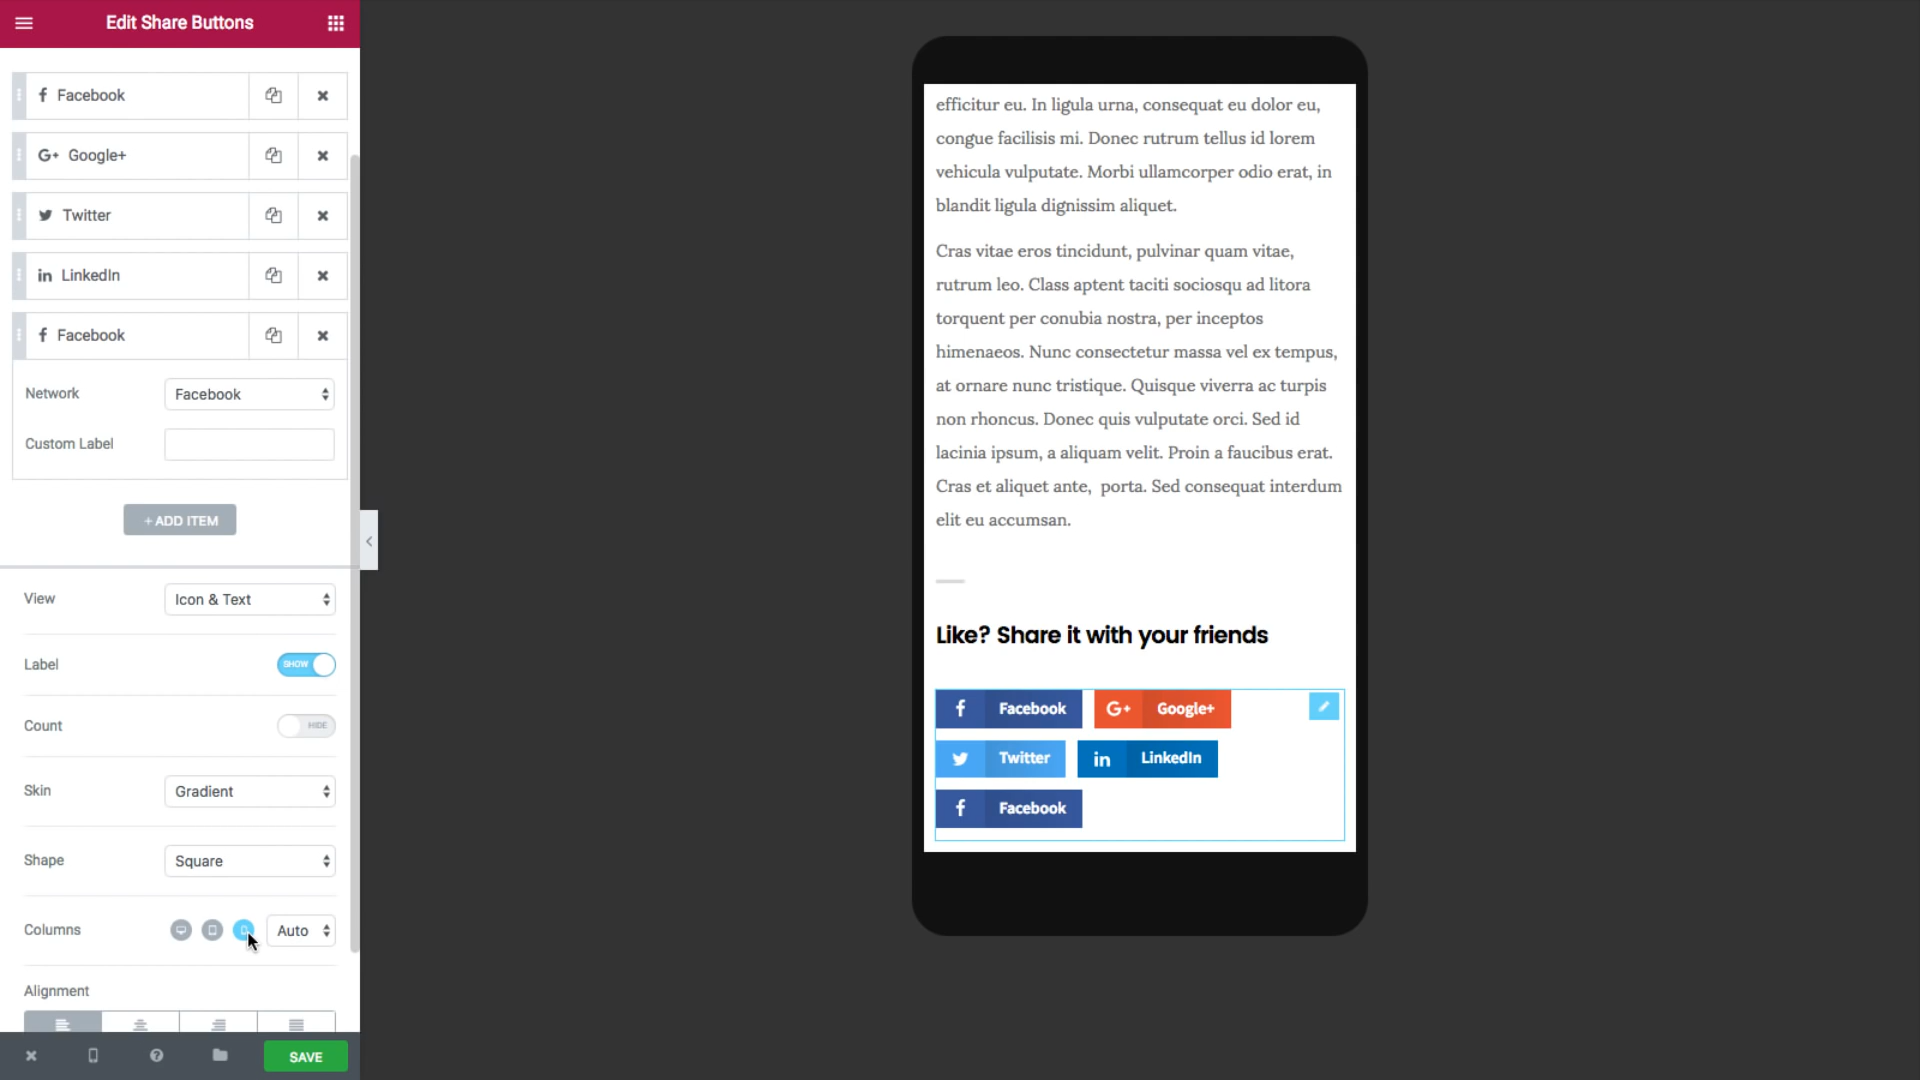 Edit Share Buttons
Facebook
Google+
Twitter
LinkedIn
Facebook
Network
Facebook
Custom Label
+ ADD ITEM
View
Icon & Text
Label
SHOW
Count
HIDE
Skin
Gradient
Shape
Square
Columns
Auto
Alignment
SAVE
efficitur eu. In ligula urna, consequat eu dolor eu,
congue facilisis mi. Donec rutrum tellus id lorem
vehicula vulputate. Morbi ullamcorper odio erat, in
blandit ligula dignissim aliquet.
Cras vitae eros tincidunt, pulvinar quam vitae,
rutrum leo. Class aptent taciti sociosqu ad litora
torquent per conubia nostra, per inceptos
himenaeos. Nunc consectetur massa vel ex tempus,
at ornare nunc tristique. Quisque viverra ac turpis
non rhoncus. Donec quis vulputate orci. Sed id
lacinia ipsum, a aliquam velit. Proin a faucibus erat.
Cras et aliquet ante,  porta. Sed consequat interdum
elit eu accumsan.
Like? Share it with your friends
Facebook
Google+
Twitter
LinkedIn
Facebook